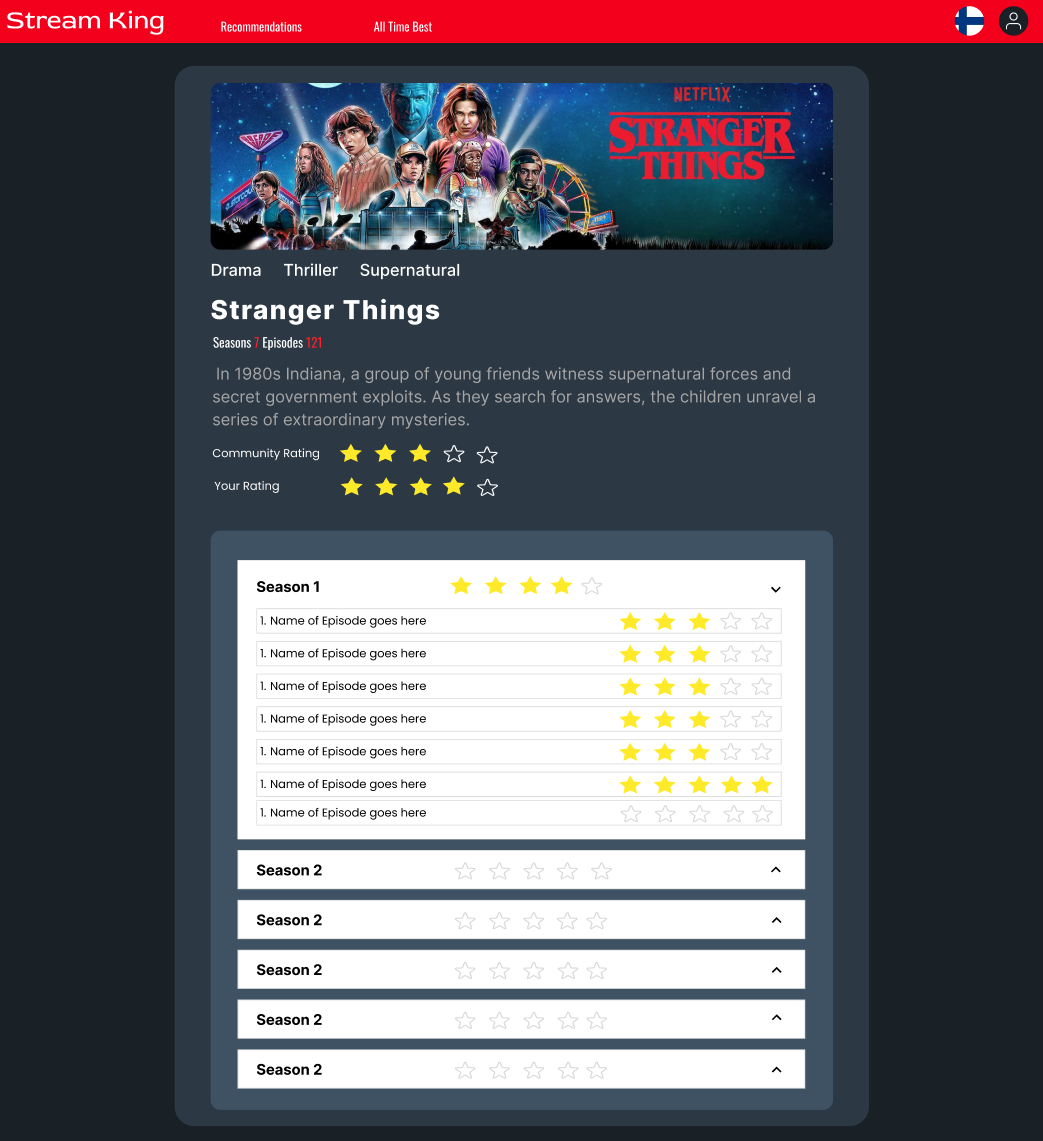 Stream King
Recommendations
All Time Best
NETFLIX
STRANGER
THINGS
Drama
Thriller
Supernatural
Stranger Things
Seasons 7 Episodes 121
In 1980s Indiana, a group of young friends witness supernatural forces and
secret government exploits. As they search for answers, the children unravel a
series of extraordinary mysteries.
Community Rating
Your Rating
Season 1
1. Name of Episode goes here
1. Name of Episode goes here
1. Name of Episode goes here
1. Name of Episode goes here
1. Name of Episode goes here
1. Name of Episode goes here
1. Name of Episode goes here
Season 2
Season 2
Season 2
Season 2
Season 2